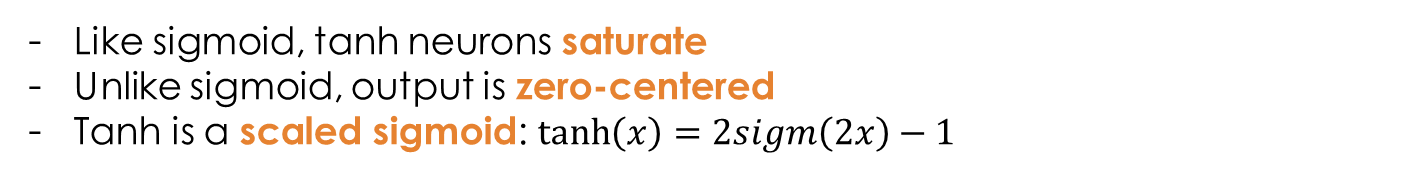 - Like sigmoid, tanh neurons saturate
- Unlike sigmoid, output is zero-centered
- Tanh is a scaled sigmoid: tanh(x) = 2sigm(2x) − 1